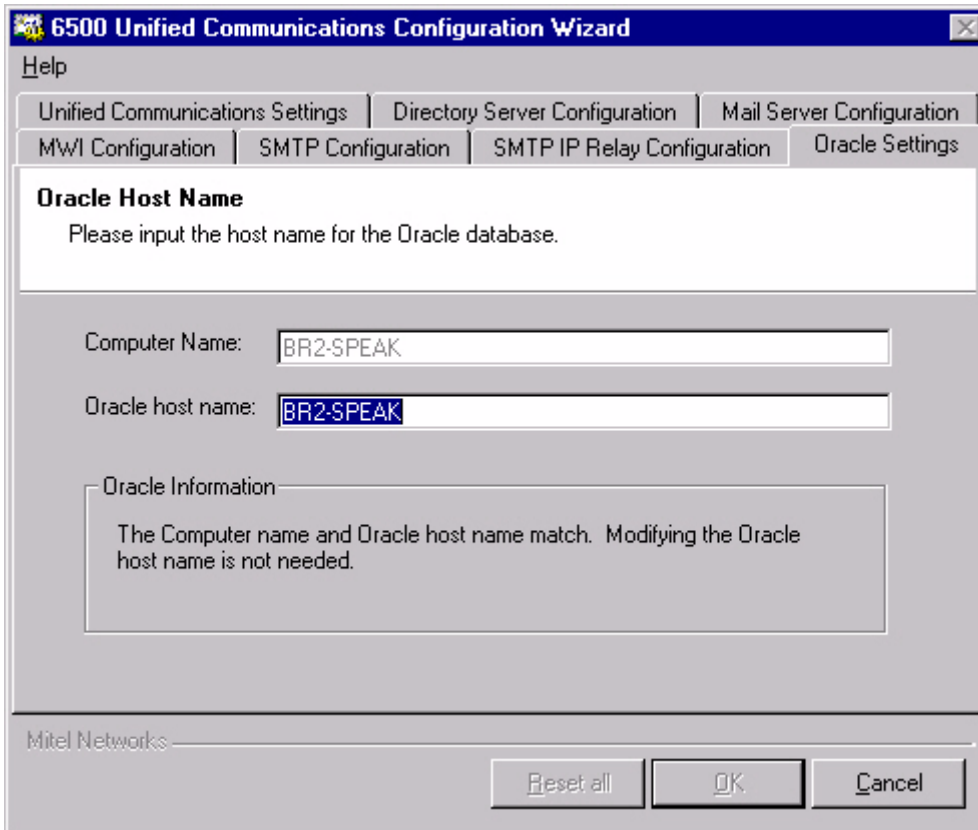 6500 Unified Communications Configuration Wizard
Help
Unified Communications Settings
Directory Server Configuration
Mail Server Configuration
MWI Configuration
SMTP Configuration
SMTP IP Relay Configuration
Oracle Settings
Oracle Host Name
Please input the host name for the Oracle database.
Computer Name:
BR2-SPEAK
Oracle host name:
BR2-SPEAK
Oracle Information
The Computer name and Oracle host name match. Modifying the Oracle
host name is not needed.
Mitel Networks
Reset all
OK
Cancel